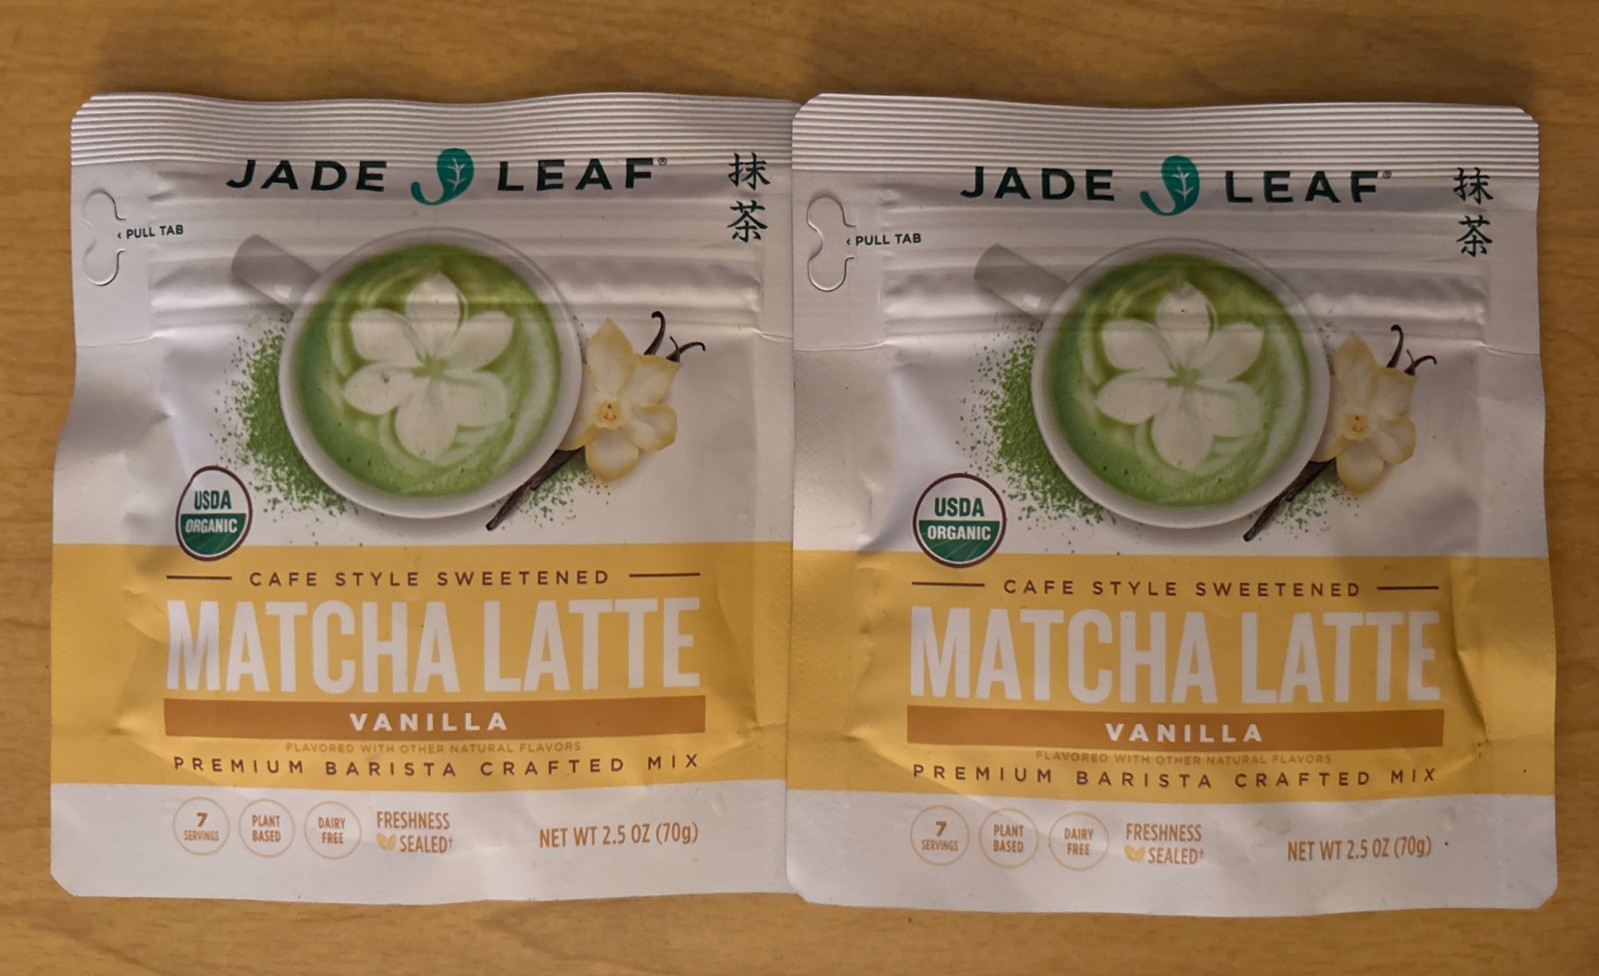 JADE LEAF®
抹
茶
‹ PULL TAB
USDA
ORGANIC
CAFE STYLE SWEETENED
MATCHA LATTE
VANILLA
FLAVORED WITH OTHER NATURAL FLAVORS
PREMIUM BARISTA CRAFTED MIX
7
SERVINGS
PLANT
BASED
DAIRY
FREE
FRESHNESS
SEALED†
NET WT 2.5 OZ (70g)
JADE LEAF®
抹
茶
‹ PULL TAB
USDA
ORGANIC
CAFE STYLE SWEETENED
MATCHA LATTE
VANILLA
FLAVORED WITH OTHER NATURAL FLAVORS
PREMIUM BARISTA CRAFTED MIX
7
SERVINGS
PLANT
BASED
DAIRY
FREE
FRESHNESS
SEALED†
NET WT 2.5 OZ (70g)